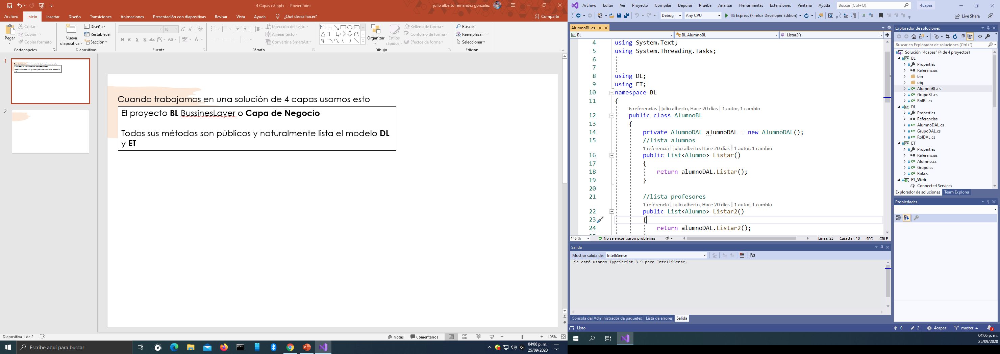 4 Capas c#.pptx - PowerPoint
julio alberto fernandez gonzalez
Archivo Inicio Insertar Diseño Transiciones Animaciones Presentación con diapositivas Revisar Vista Ayuda ¿Qué desea hacer? Compartir
Pegar
Cortar
Copiar
Copiar formato
Portapapeles
Nueva diapositiva
Diseño
Restablecer
Sección
Diapositivas
18
N K S S abc AV Aa A
Fuente
Dirección del texto
Alinear texto
Convertir a SmartArt
Párrafo
Organizar
Estilos rápidos
Relleno de forma
Contorno de forma
Efectos de forma
Dibujo
Buscar
Reemplazar
Seleccionar
Edición
1
2
Cuando trabajamos en una solución de 4 capas usamos esto
El proyecto BL BussinesLayer o Capa de Negocio
Todos sus métodos son públicos y naturalmente lista el modelo DL
y ET
Diapositiva 1 de 2
Notas Comentarios 105%
Escribe aquí para buscar
04:06 p. m.
25/09/2020
Archivo Editar Ver Proyecto Compilar Depurar Prueba Analizar Herramientas Extensiones Ventana Ayuda Buscar (Ctrl+Q) 4capas
Debug Any CPU IIS Express (Firefox Developer Edition) Live Share
AlumnoBL.cs
BL BL.AlumnoBL Listar2()
4 using System.Text;
5 using System.Threading.Tasks;
6
7
8 using DL;
9 using ET;
10 namespace BL
11 {
6 referencias | julio alberto, Hace 20 días | 1 autor, 1 cambio
12 public class AlumnoBL
13 {
14 private AlumnoDAL alumnoDAL = new AlumnoDAL();
15 //lista alumnos
1 referencia | julio alberto, Hace 20 días | 1 autor, 1 cambio
16 public List<Alumno> Listar()
17 {
18 return alumnoDAL.Listar();
19 }
20
21 //lista profesores
1 referencia | julio alberto, Hace 20 días | 1 autor, 1 cambio
22 public List<Alumno> Listar2()
23 {
24 return alumnoDAL.Listar2();
145 % No se encontraron problemas. Línea: 23 Carácter: 10 SPC CRLF
Salida
Mostrar salida de: IntelliSense
Se está usando TypeScript 3.9 para IntelliSense.
Consola del Administrador de paquetes Lista de errores Salida
Explorador de soluciones
Buscar en Explorador de soluciones (Ctrl+´)
Solución "4capas" (4 de 4 proyectos)
BL
Properties
Referencias
bin
obj
AlumnoBL.cs
GrupoBL.cs
RolBL.cs
DL
Properties
Referencias
AlumnoDAL.cs
GrupoDAL.cs
RolDAL.cs
ET
Properties
Referencias
Alumno.cs
Grupo.cs
Rol.cs
PL_Web
Connected Services
Explorador de soluciones Team Explorer
Propiedades
Listo 0 2 4capas master 3
04:06 p. m.
25/09/2020